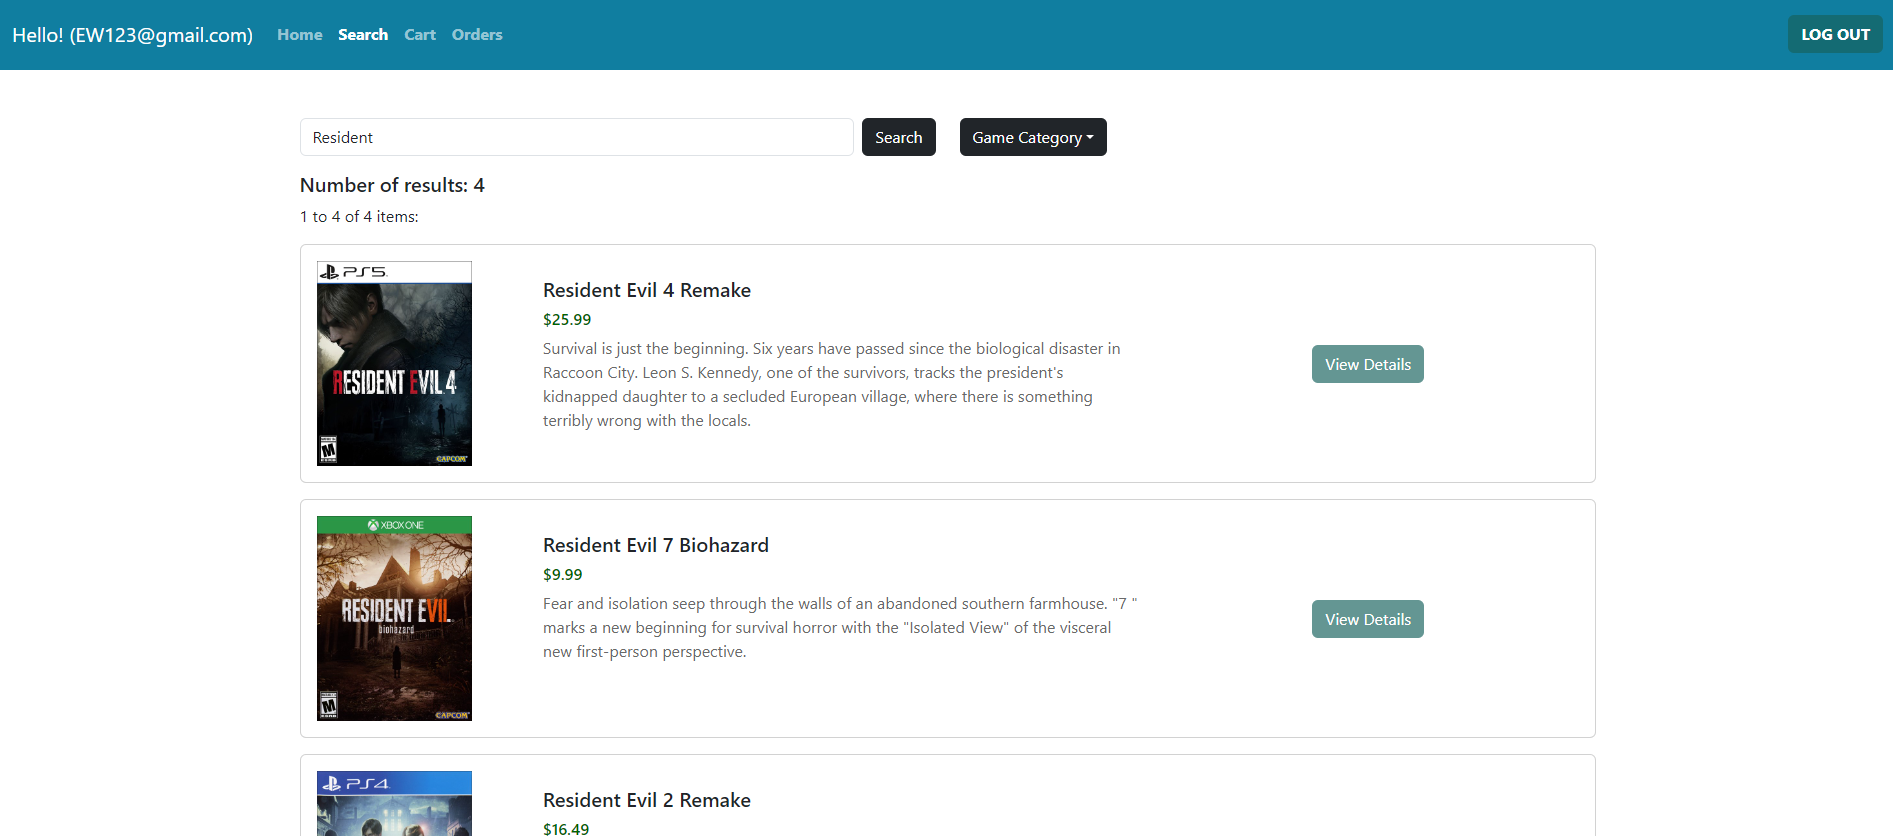 Hello! (EW123@gmail.com) Home Search Cart Orders LOG OUT
Resident Search Game Category
Number of results: 4
1 to 4 of 4 items:
PS5
RESIDENT EVIL 4
M
CAPCOM
Resident Evil 4 Remake
$25.99
Survival is just the beginning. Six years have passed since the biological disaster in
Raccoon City. Leon S. Kennedy, one of the survivors, tracks the president's
kidnapped daughter to a secluded European village, where there is something
terribly wrong with the locals.
View Details
XBOX ONE
RESIDENT EVIL
biohazard
M
CAPCOM
Resident Evil 7 Biohazard
$9.99
Fear and isolation seep through the walls of an abandoned southern farmhouse. "7 "
marks a new beginning for survival horror with the "Isolated View" of the visceral
new first-person perspective.
View Details
PS4
Resident Evil 2 Remake
$16.49